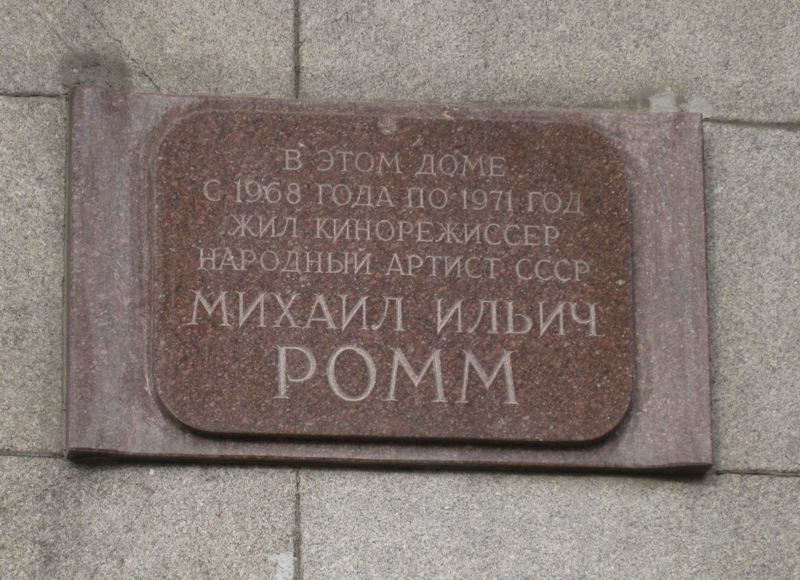 В ЭТОМ ДОМЕ
С 1968 ГОДА ПО 1971 ГОД
ЖИЛ КИНОРЕЖИССЕР
НАРОДНЫЙ АРТИСТ СССР
МИХАИЛ ИЛЬИЧ
РОММ